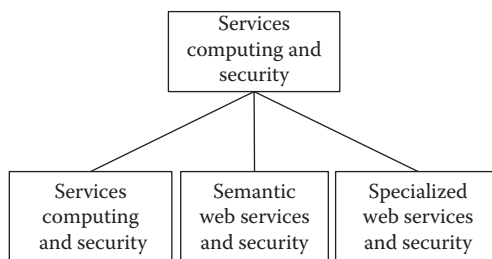 Services
computing and
security
Services
computing
and security
Semantic
web services
and security
Specialized
web services
and security